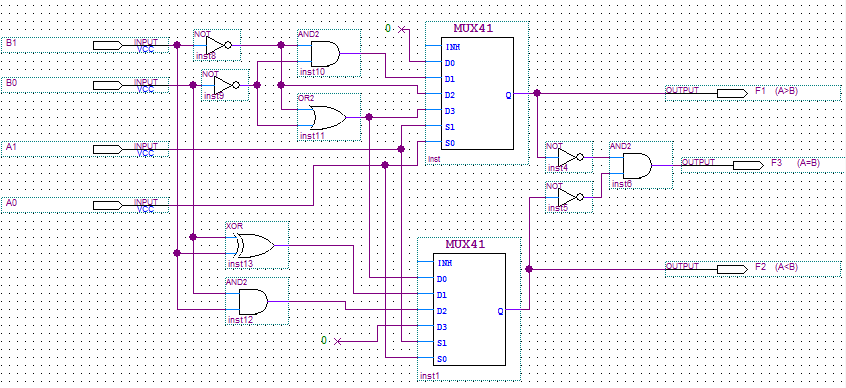 B1
INPUT
VCC
NOT
inst8
AND2
inst10
0
MUX41
INH
D0
D1
D2
D3
S1
S0
Q
inst
OUTPUT
F1 (A>B)
B0
INPUT
VCC
NOT
inst9
OR2
inst11
A1
INPUT
VCC
NOT
inst4
AND2
inst6
OUTPUT
F3 (A=B)
A0
INPUT
VCC
NOT
inst5
XOR
inst13
MUX41
INH
D0
D1
D2
D3
S1
S0
Q
inst1
OUTPUT
F2 (A<B)
AND2
inst12
0